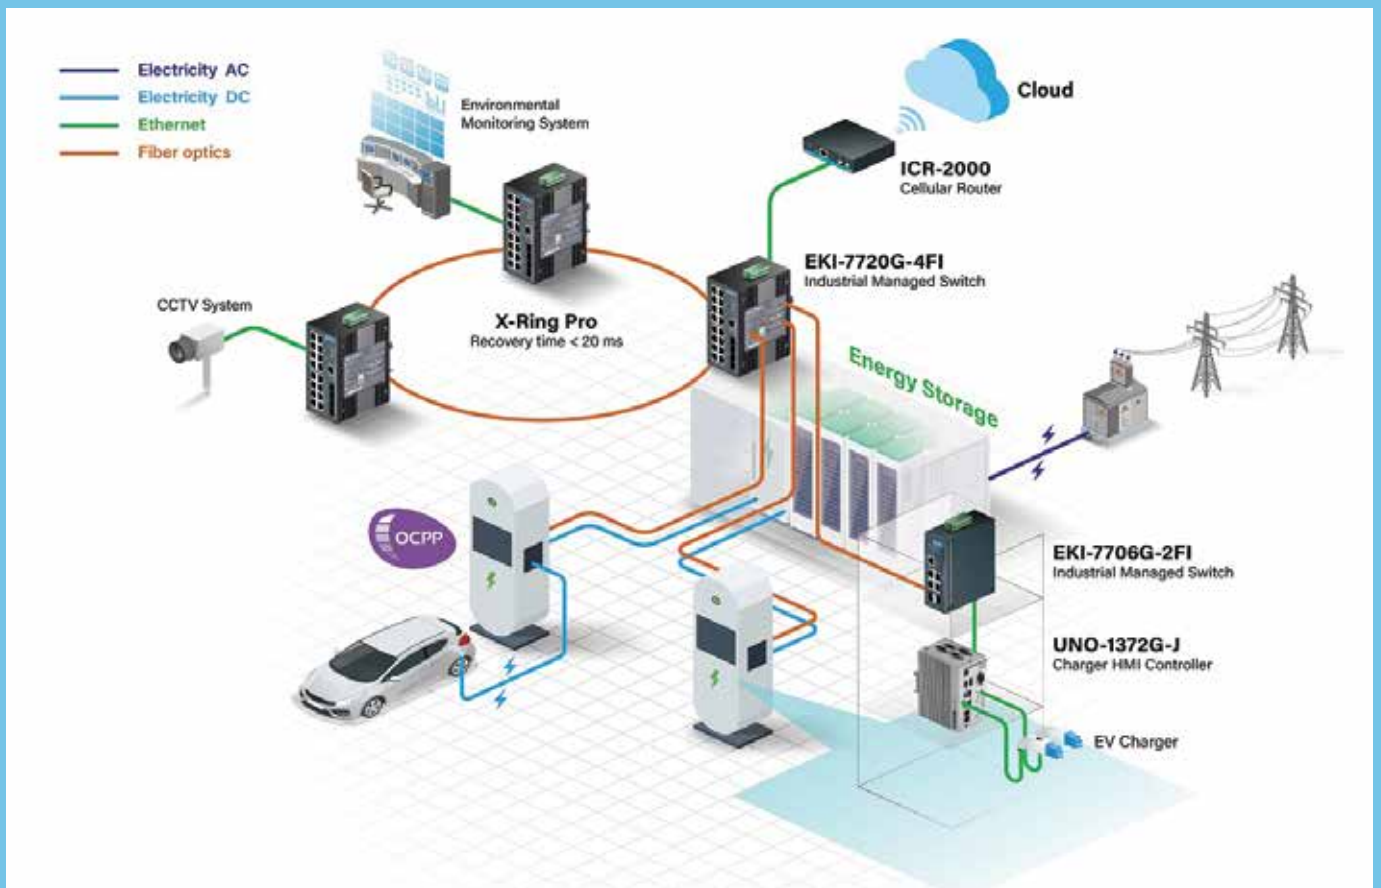 Electricity AC
Electricity DC
Ethernet
Fiber optics
Environmental
Monitoring System
Cloud
ICR-2000
Cellular Router
EKI-7720G-4FI
Industrial Managed Switch
CCTV System
X-Ring Pro
Recovery time < 20 ms
Energy Storage
OCPP
EKI-7706G-2FI
Industrial Managed Switch
UNO-1372G-J
Charger HMI Controller
EV Charger